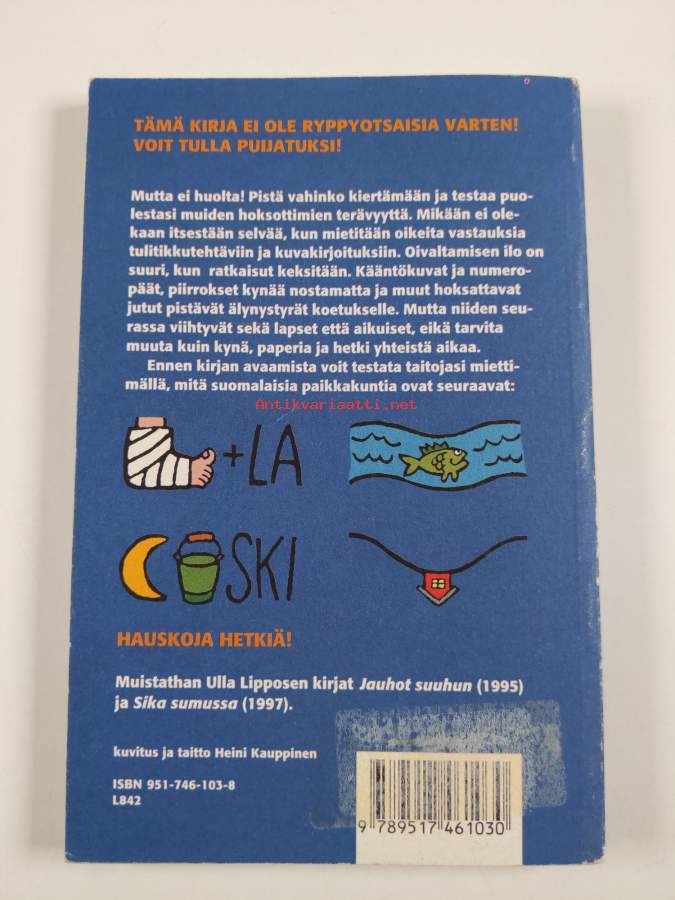 TÄMÄ KIRJA EI OLE RYPPYOTSAISIA VARTEN!
VOIT TULLA PUIJATUKSI!
Mutta ei huolta! Pistä vahinko kiertämään ja testaa puo-
lestasi muiden hoksottimien terävyyttä. Mikään ei ole-
kaan itsestään selvää, kun mietitään oikeita vastauksia
tulitikkutehtäviin ja kuvakirjoituksiin. Oivaltamisen ilo on
suuri, kun ratkaisut keksitään. Kääntökuvat ja numero-
päät, piirrokset kynää nostamatta ja muut hoksattavat
jutut pistävät älynystyrät koetukselle. Mutta niiden seu-
rassa viihtyvät sekä lapset että aikuiset, eikä tarvita
muuta kuin kynä, paperia ja hetki yhteistä aikaa.
Ennen kirjan avaamista voit testata taitojasi mietti-
mällä, mitä suomalaisia paikkakuntia ovat seuraavat:
Antikvariaatti.net
+LA
SKI
HAUSKOJA HETKIÄ!
Muistathan Ulla Lipposen kirjat Jauhot suuhun (1995)
ja Sika sumussa (1997).
kuvitus ja taitto Heini Kauppinen
ISBN 951-746-103-8
L842
9 789517 461030